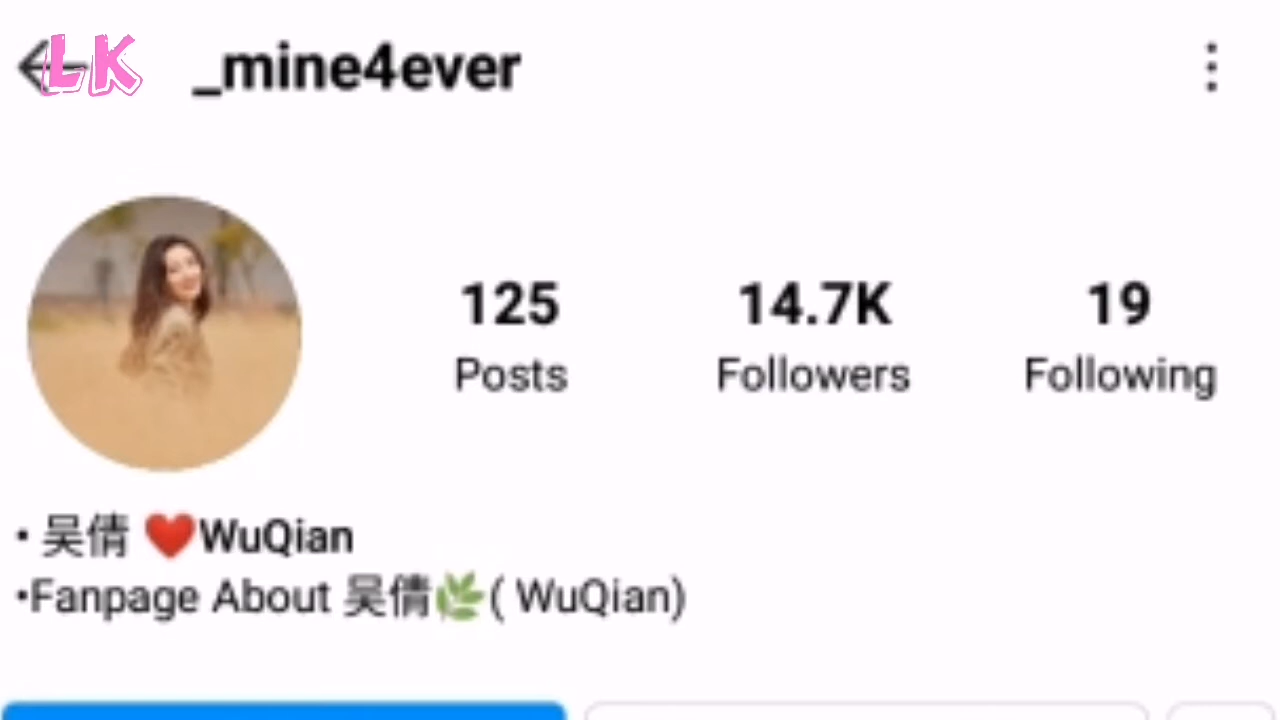 LK
_mine4ever
125 14.7K 19
Posts Followers Following
• 吴倩 ❤️WuQian
•Fanpage About 吴倩🌿( WuQian)